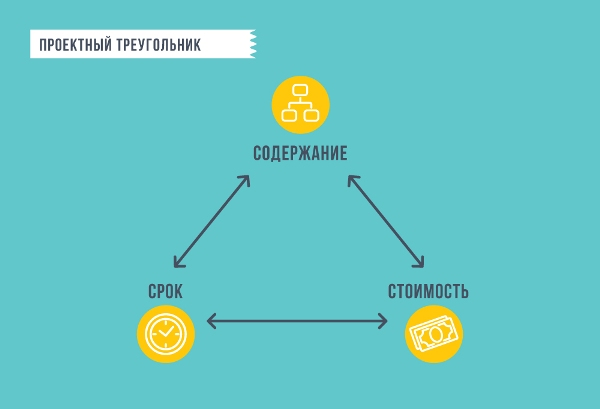 ПРОЕКТНЫЙ ТРЕУГОЛЬНИК
СОДЕРЖАНИЕ
СРОК
СТОИМОСТЬ